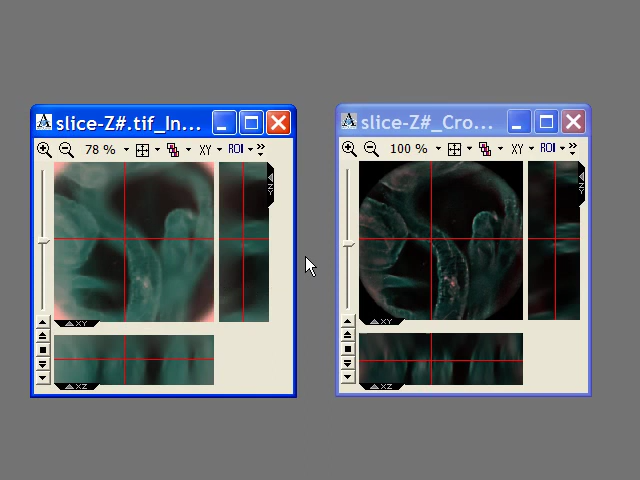 slice-Z#.tif_In...
78 %
XY
ROI
XY
XZ
ZY
slice-Z#_Cro...
100 %
XY
ROI
XY
XZ
ZY